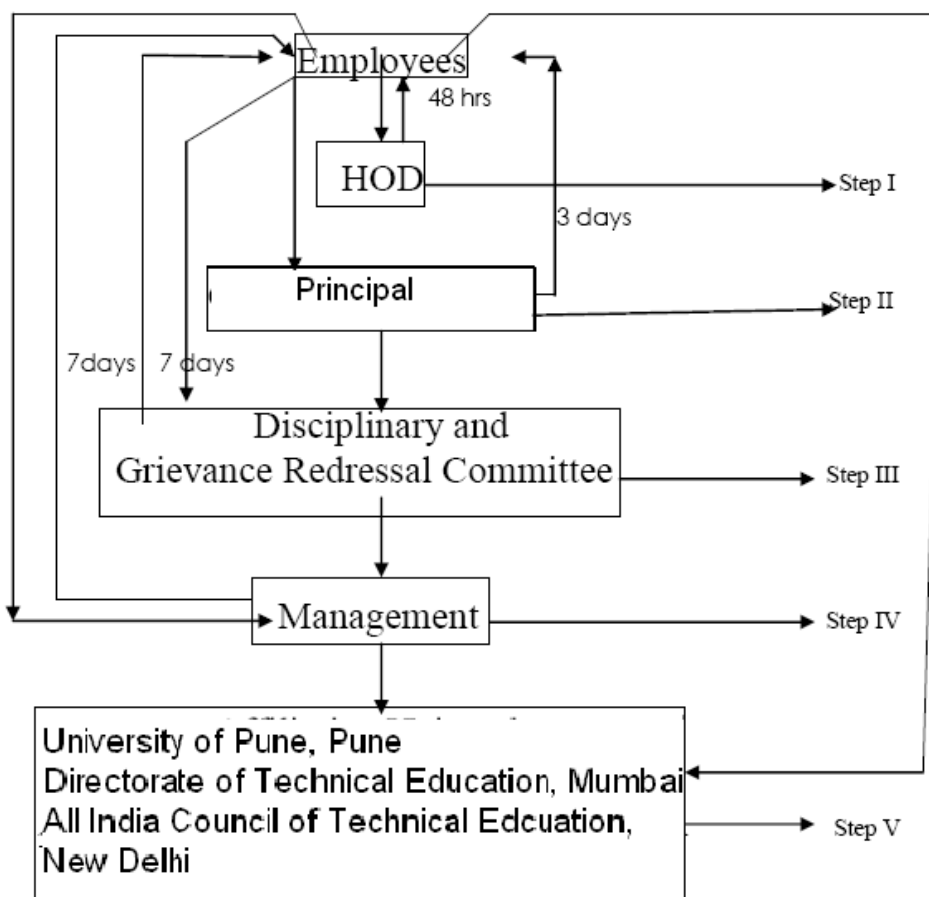 Employees
48 hrs
HOD
Step I
3 days
Principal
Step II
7days
7 days
Disciplinary and
Grievance Redressal Committee
Step III
Management
Step IV
University of Pune, Pune
Directorate of Technical Education, Mumbai
All India Council of Technical Edcuation,
New Delhi
Step V